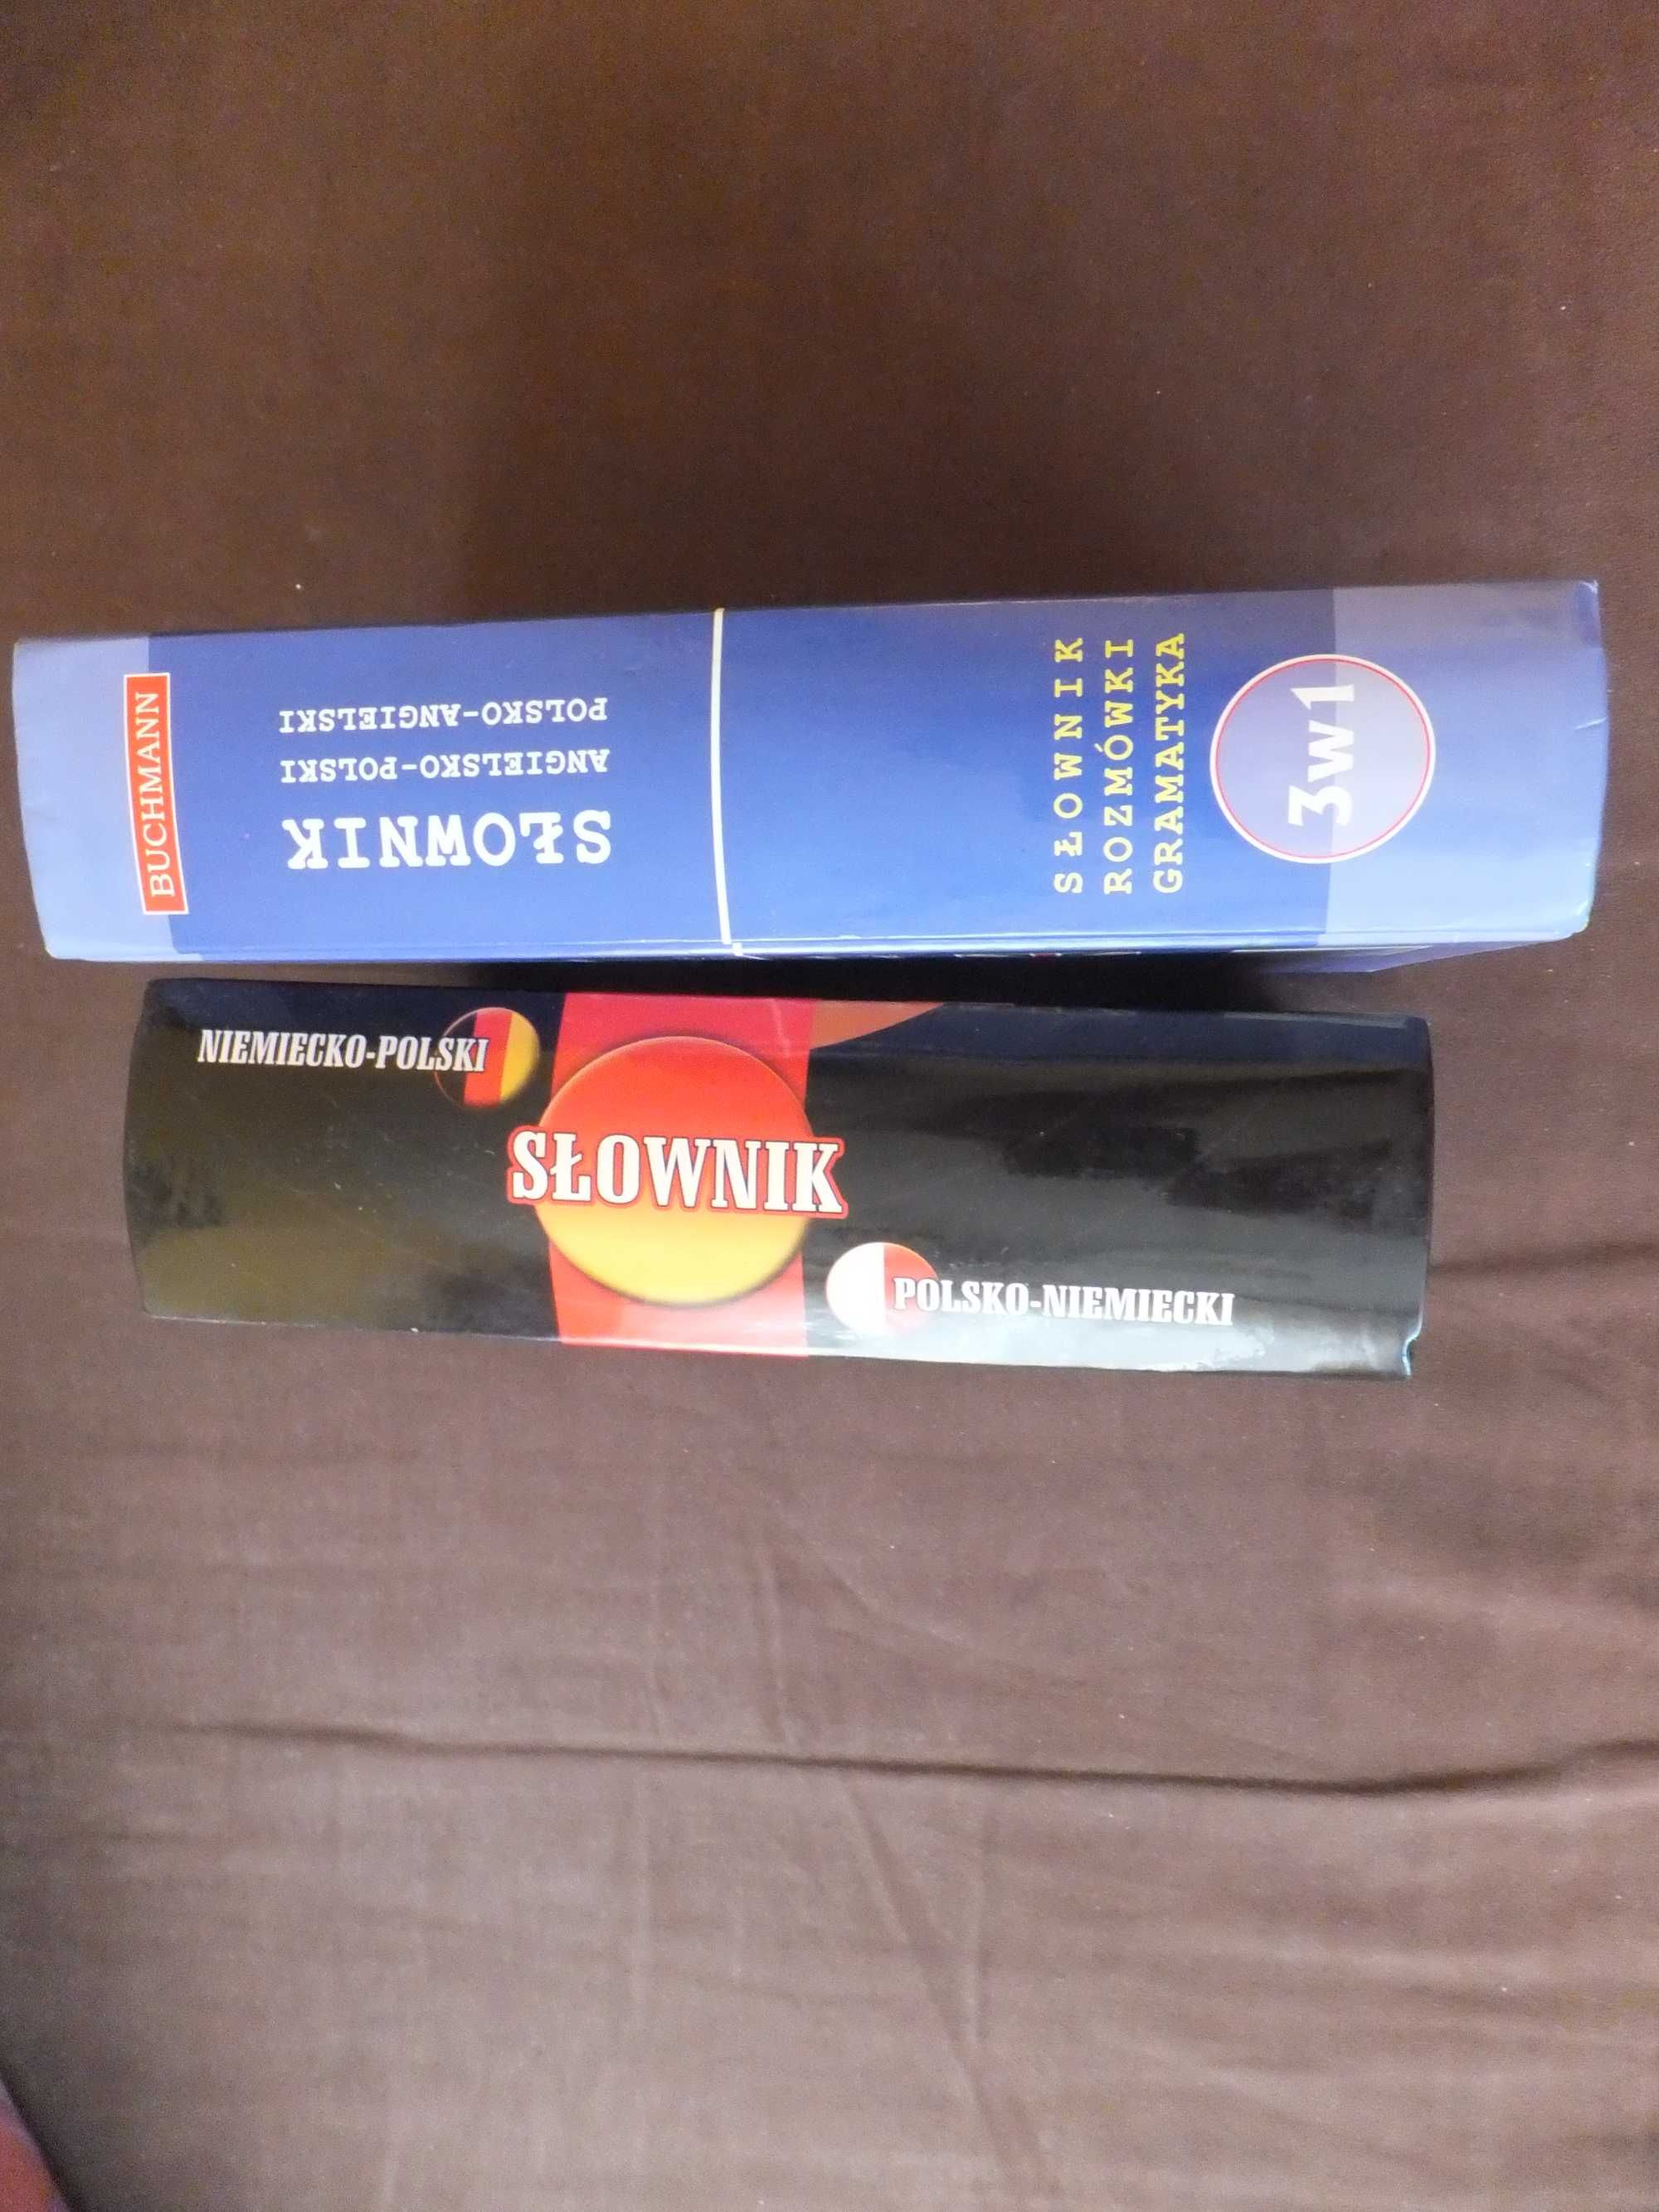 BUCHMANN
SŁOWNIK
ANGIELSKO-POLSKI
POLSKO-ANGIELSKI
SŁOWNIK
ROZMÓWKI
GRAMATYKA
3w1
NIEMIECKO-POLSKI
SŁOWNIK
POLSKO-NIEMIECKI